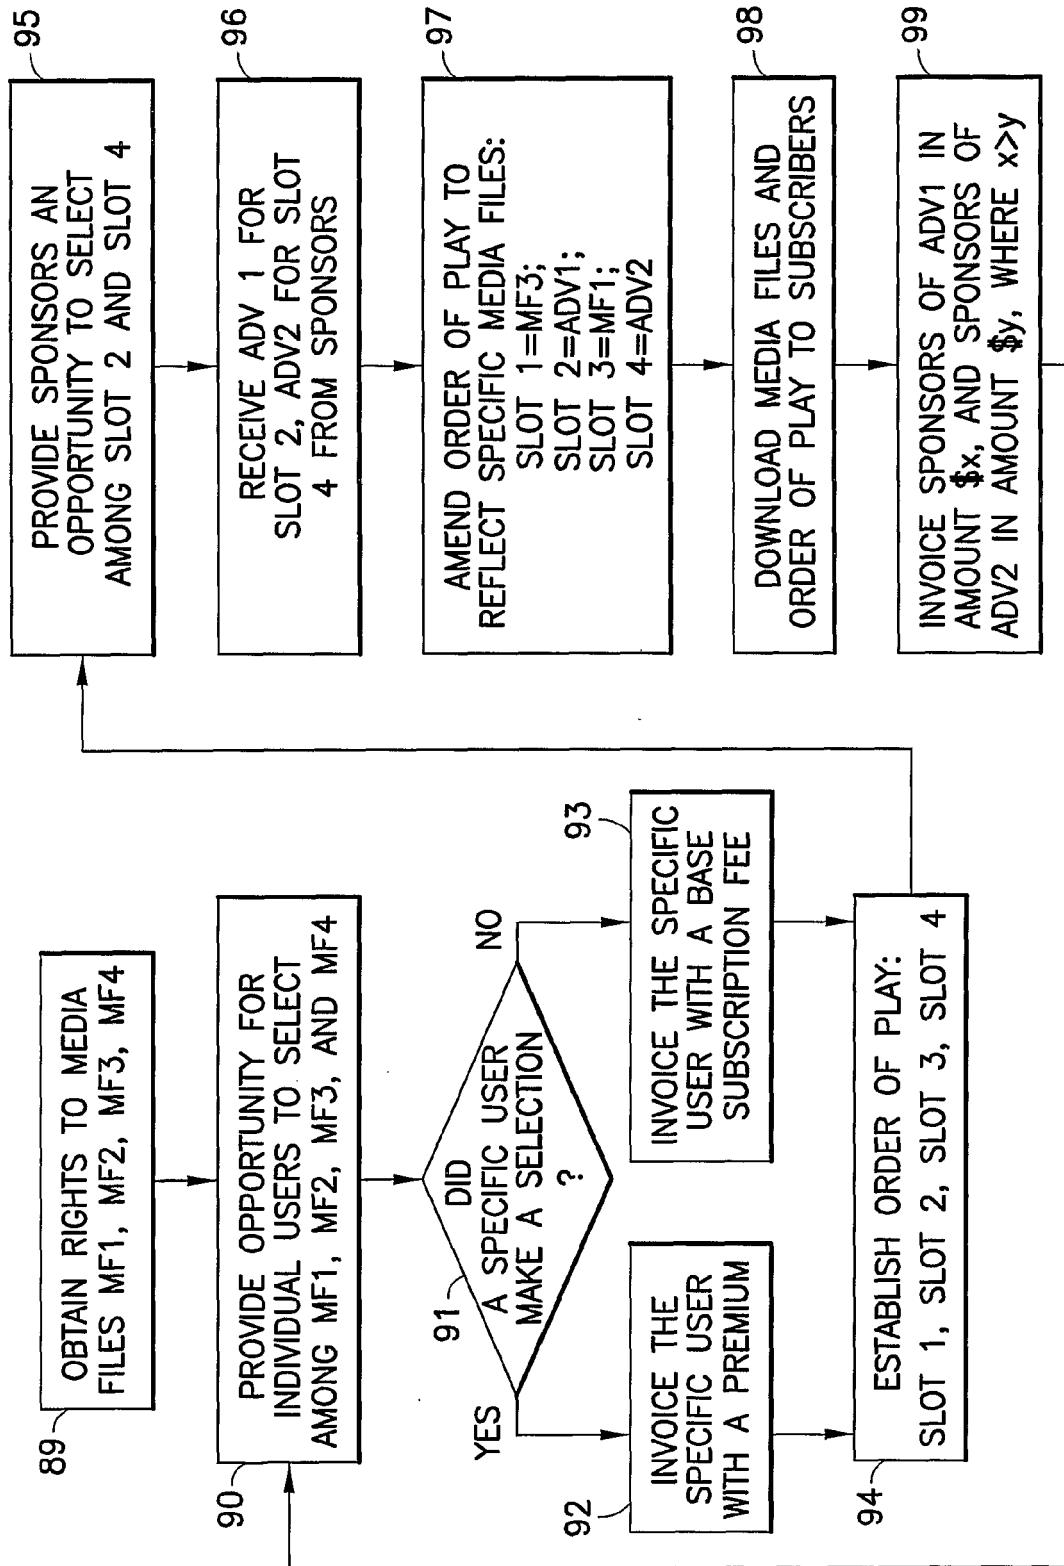 89
OBTAIN RIGHTS TO MEDIA
FILES MF1, MF2, MF3, MF4
90
PROVIDE OPPORTUNITY FOR
INDIVIDUAL USERS TO SELECT
AMONG MF1, MF2, MF3, AND MF4
91
DID
A SPECIFIC USER
MAKE A SELECTION
?
YES
NO
92
INVOICE THE
SPECIFIC USER
WITH A PREMIUM
93
INVOICE THE SPECIFIC
USER WITH A BASE
SUBSCRIPTION FEE
94
ESTABLISH ORDER OF PLAY:
SLOT 1, SLOT 2, SLOT 3, SLOT 4
95
PROVIDE SPONSORS AN
OPPORTUNITY TO SELECT
AMONG SLOT 2 AND SLOT 4
96
RECEIVE ADV 1 FOR
SLOT 2, ADV2 FOR SLOT
4 FROM SPONSORS
97
AMEND ORDER OF PLAY TO
REFLECT SPECIFIC MEDIA FILES:
SLOT 1=MF3;
SLOT 2=ADV1;
SLOT 3=MF1;
SLOT 4=ADV2
98
DOWNLOAD MEDIA FILES AND
ORDER OF PLAY TO SUBSCRIBERS
99
INVOICE SPONSORS OF ADV1 IN
AMOUNT $x, AND SPONSORS OF
ADV2 IN AMOUNT $y, WHERE x>y